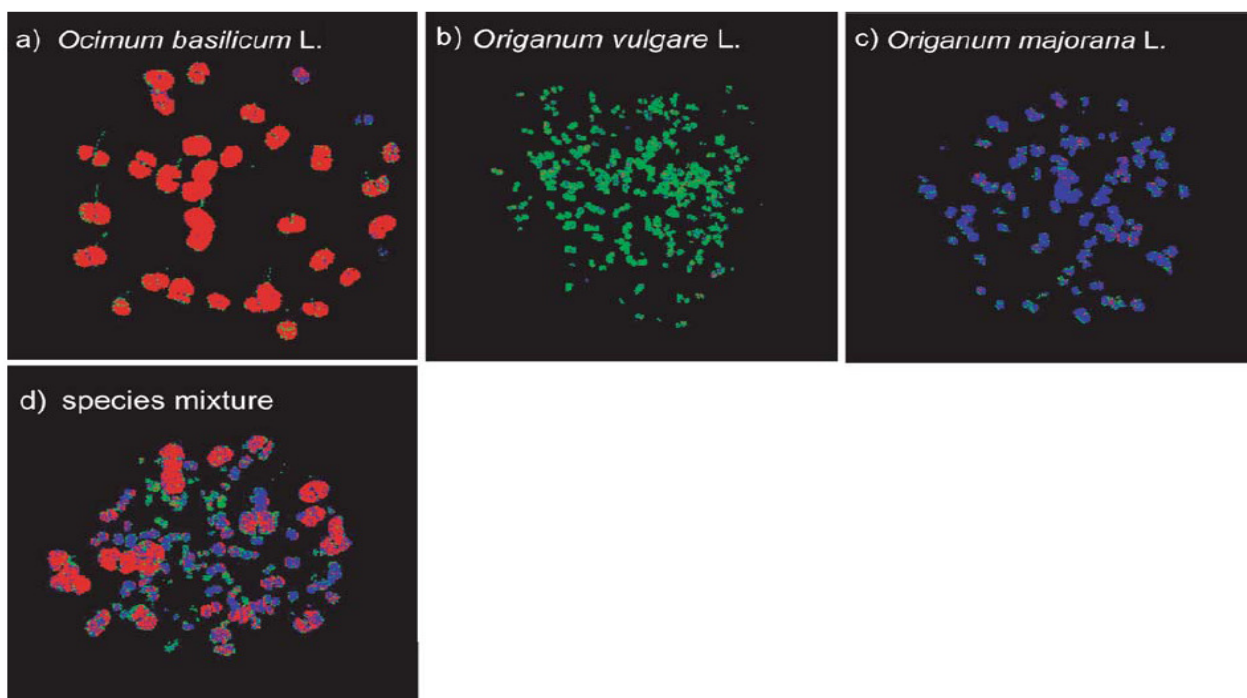 a) Ocimum basilicum L.
b) Origanum vulgare L.
c) Origanum majorana L.
d) species mixture